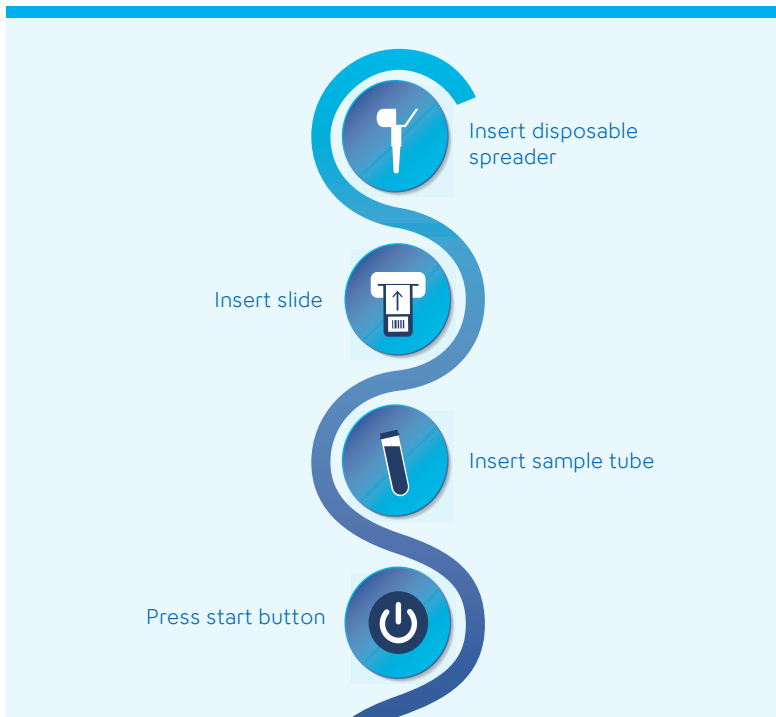 Insert disposable
spreader
Insert slide
Insert sample tube
Press start button